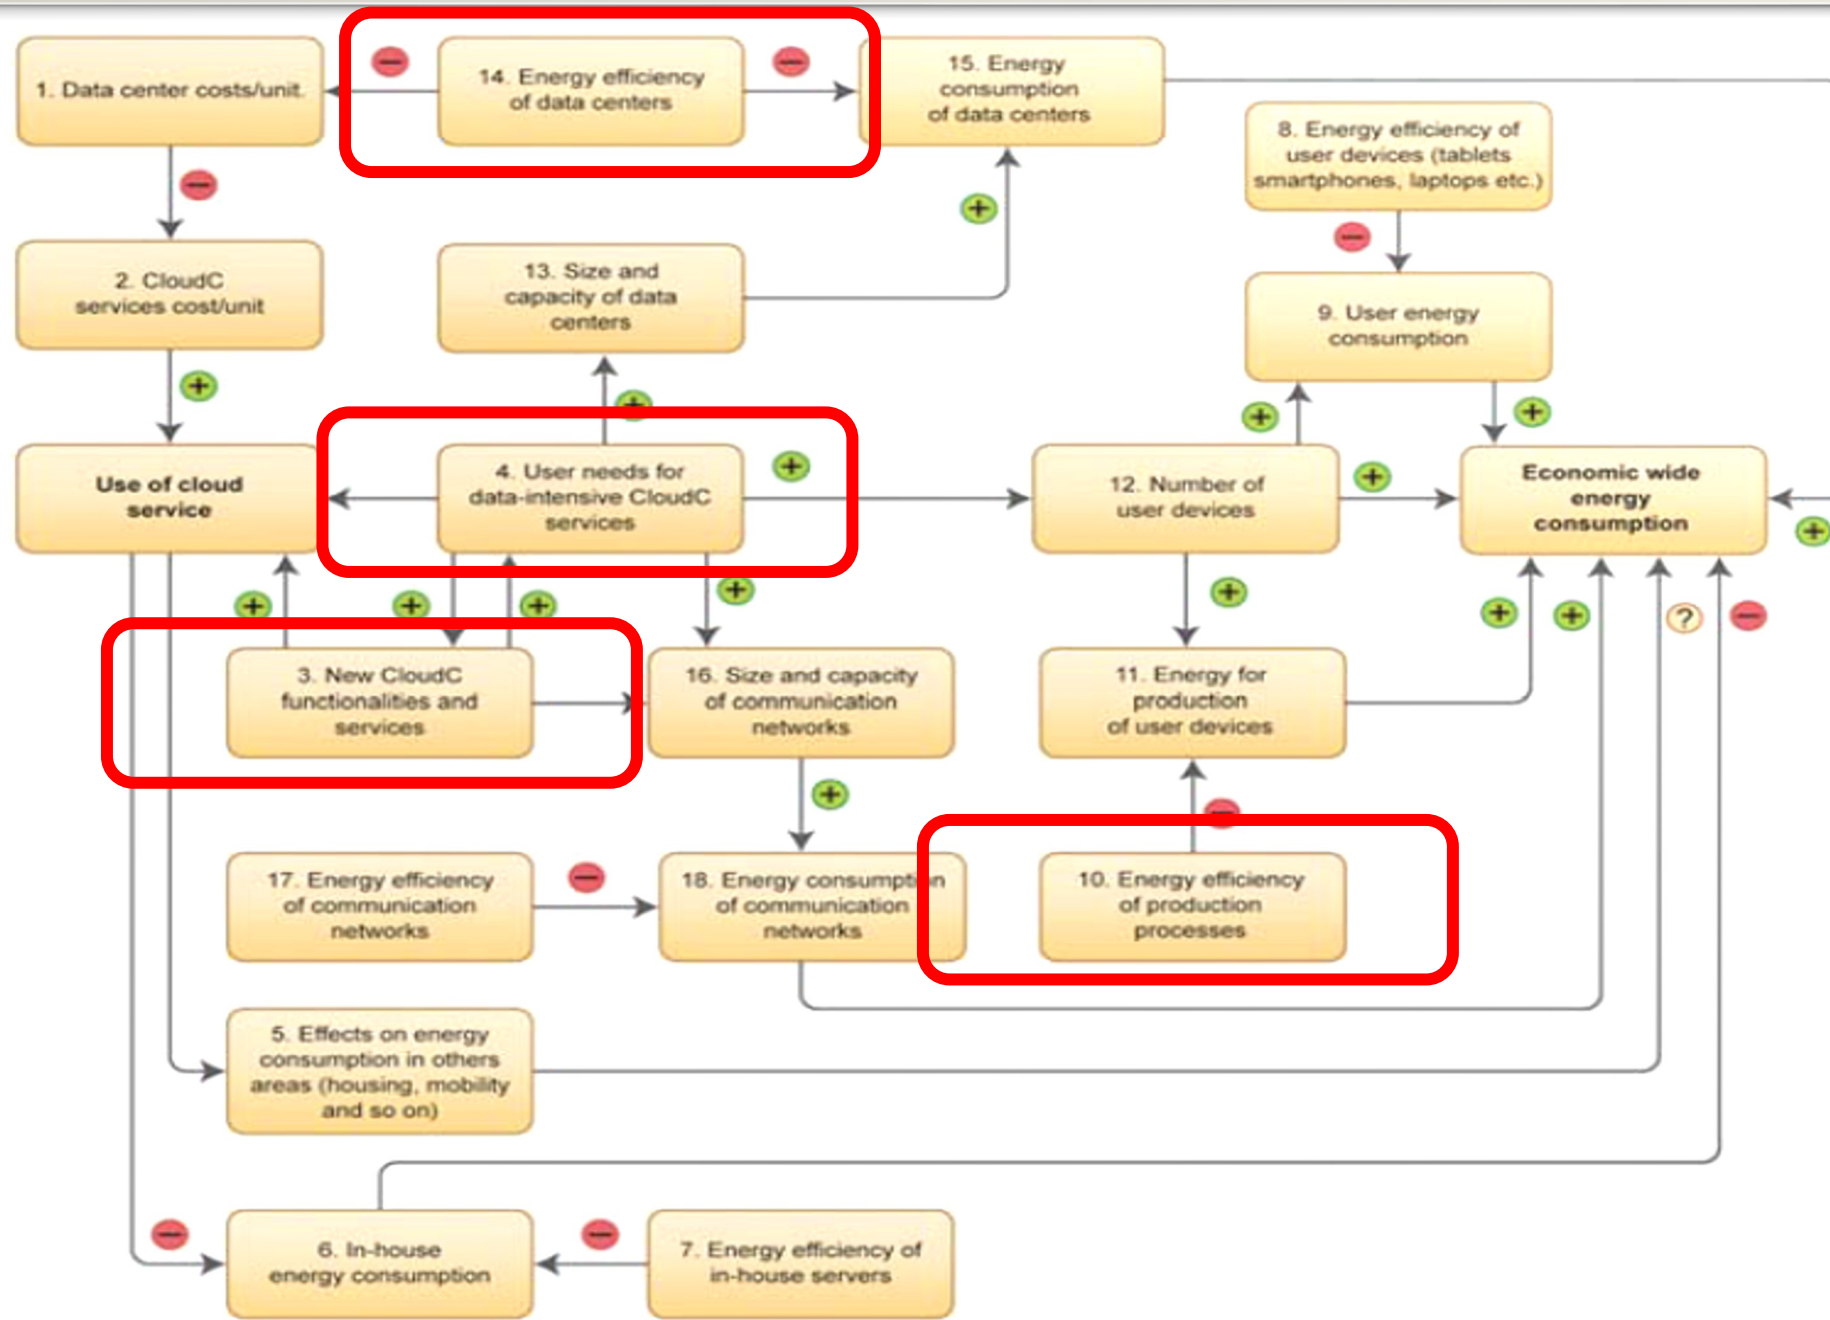 1. Data center costs/unit.
14. Energy efficiency
of data centers
15. Energy
consumption
of data centers
8. Energy efficiency of
user devices (tablets
smartphones, laptops etc.)
2. CloudC
services cost/unit
13. Size and
capacity of data
centers
9. User energy
consumption
Use of cloud
service
4. User needs for
data-intensive CloudC
services
12. Number of
user devices
Economic wide
energy
consumption
3. New CloudC
functionalities and
services
16. Size and capacity
of communication
networks
11. Energy for
production
of user devices
?
17. Energy efficiency
of communication
networks
18. Energy consumption
of communication
networks
10. Energy efficiency
of production
processes
5. Effects on energy
consumption in others
areas (housing, mobility
and so on)
6. In-house
energy consumption
7. Energy efficiency of
in-house servers